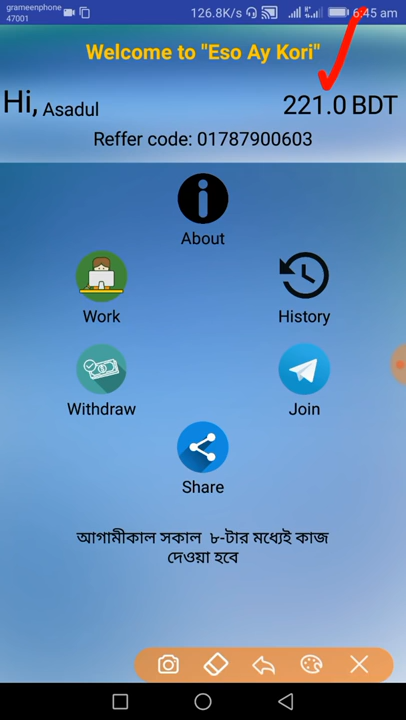 grameenphone
47001
126.8K/s
6:45 am
Welcome to "Eso Ay Kori"
Hi, Asadul
221.0 BDT
Reffer code: 01787900603
About
Work
History
Withdraw
Join
Share
আগামীকাল সকাল ৮-টার মধ্যেই কাজ
দেওয়া হবে